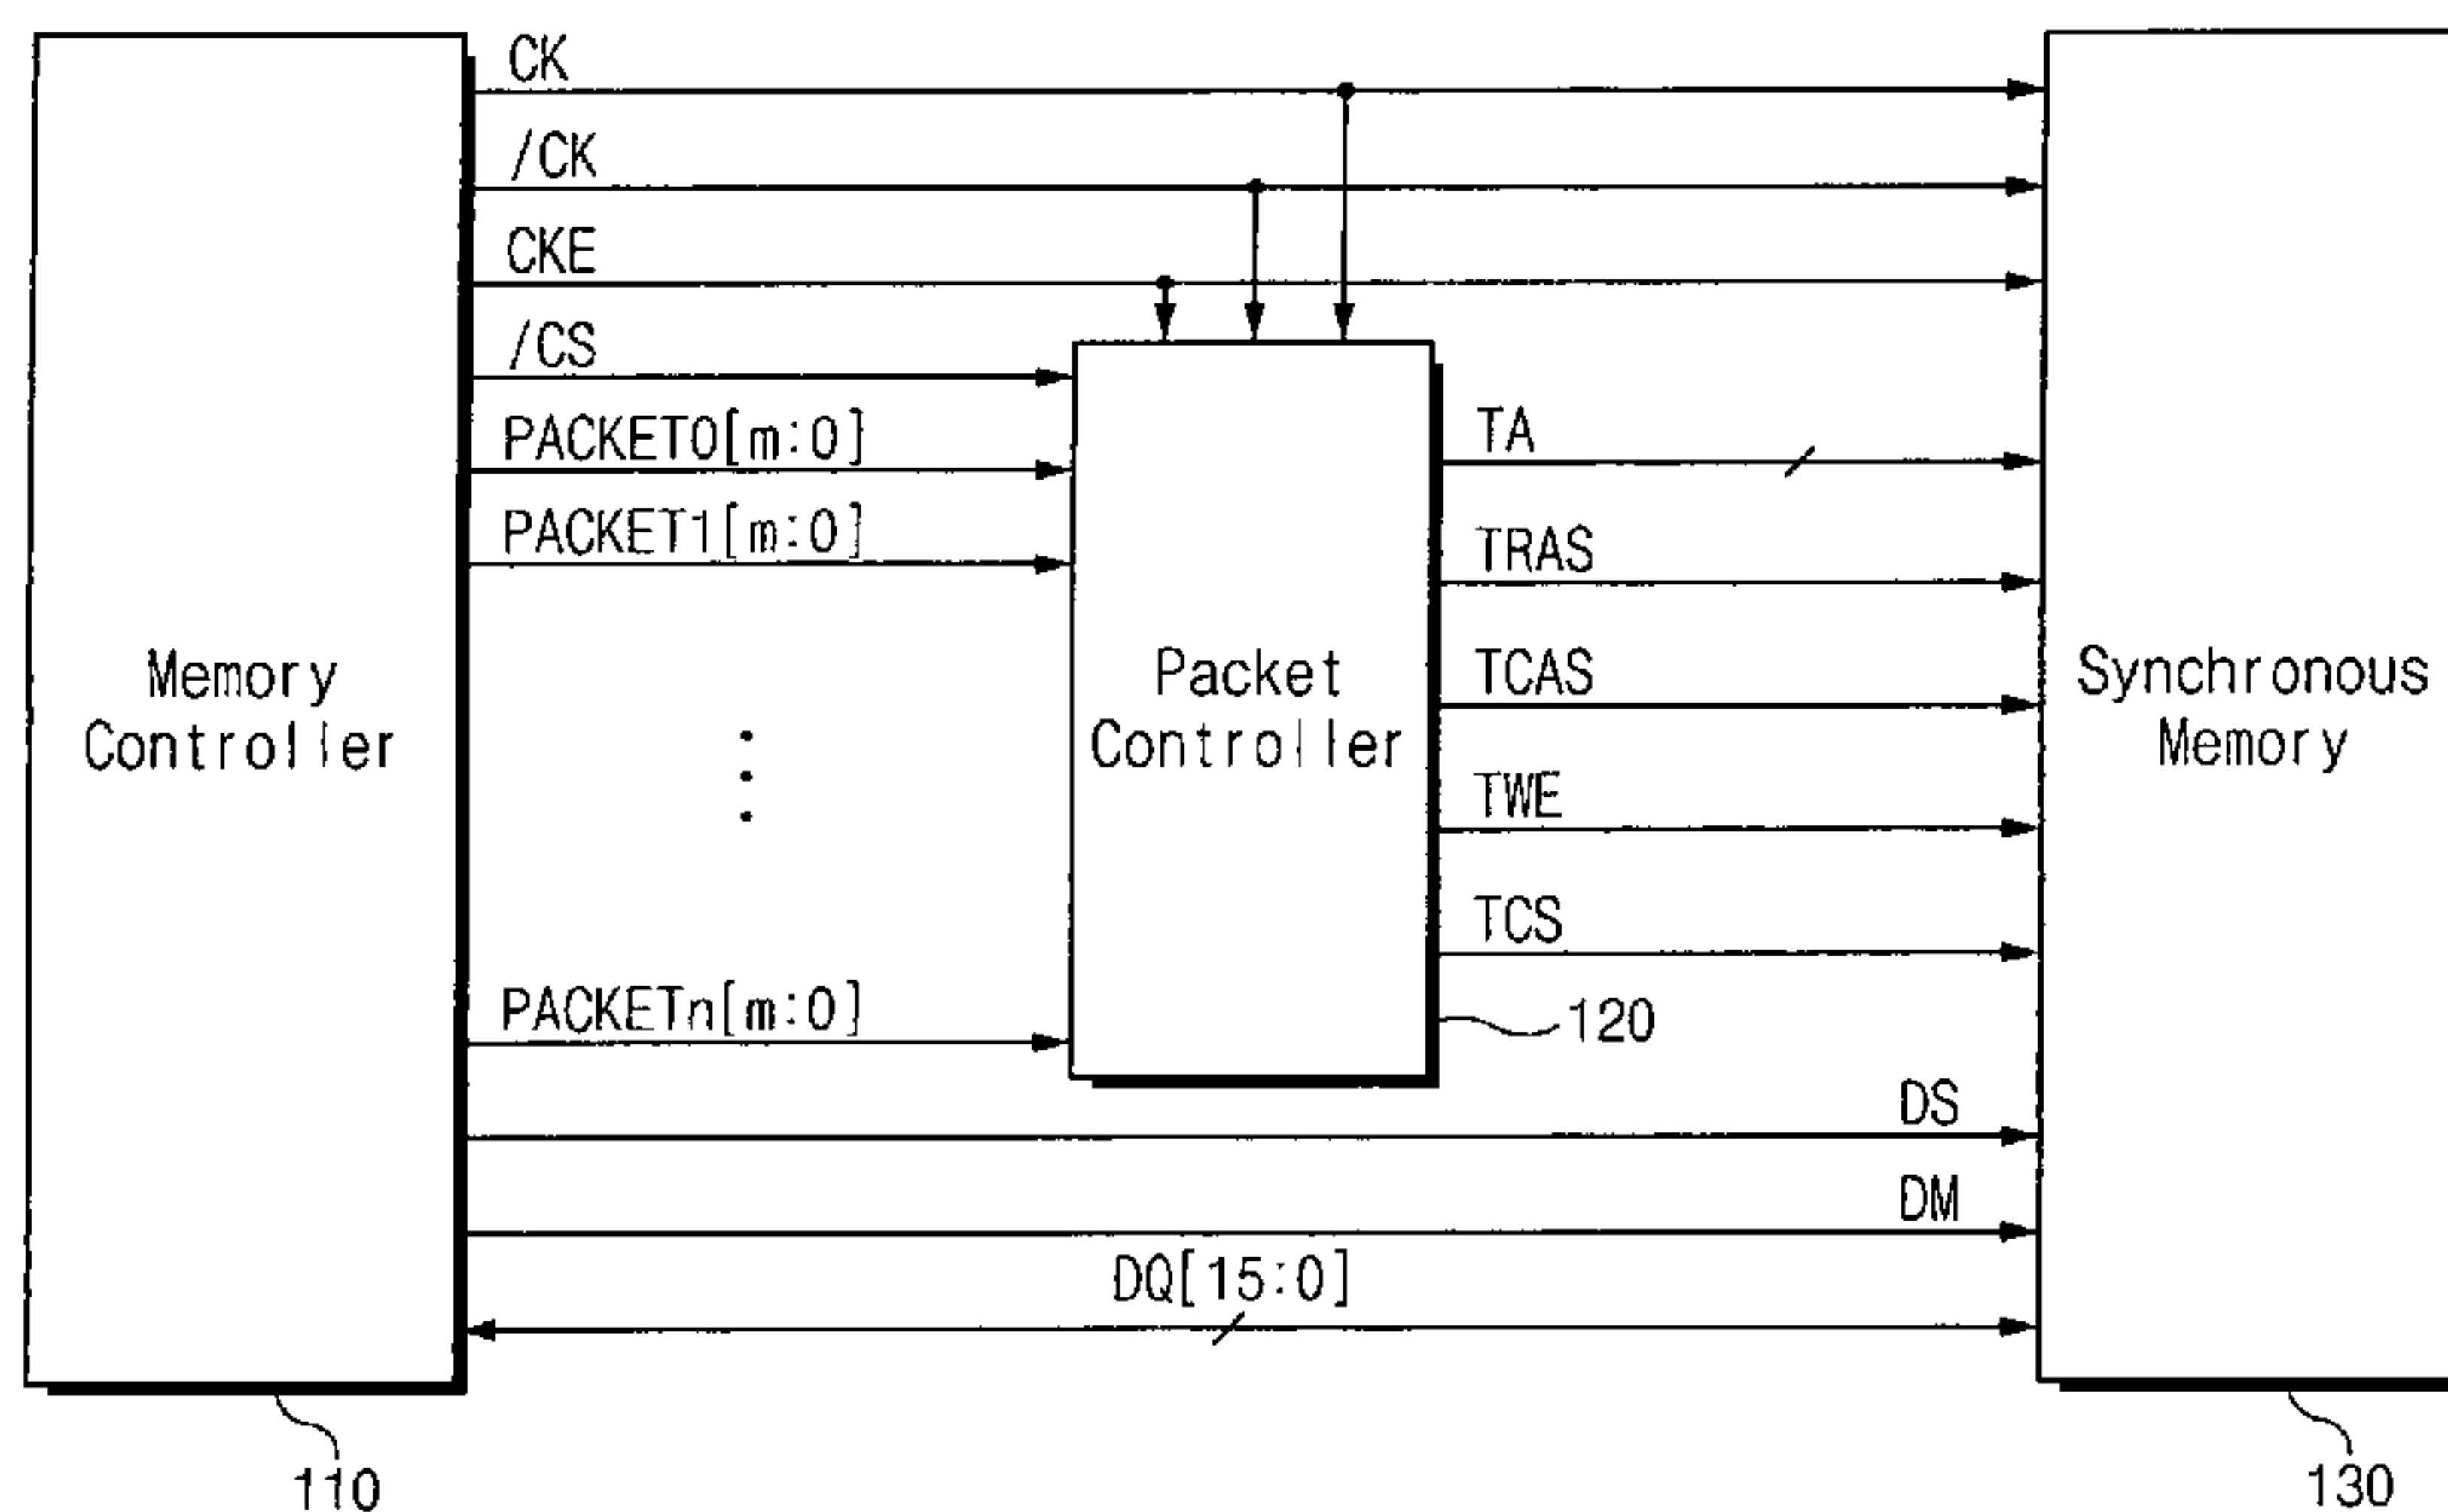 CK
/CK
CKE
/CS
PACKET0[m:0]
PACKET1[m:0]
PACKETn[m:0]
Memory
Controller
Packet
Controller
TA
TRAS
TCAS
TWE
TCS
120
Synchronous
Memory
DS
DM
DQ[15:0]
110
130